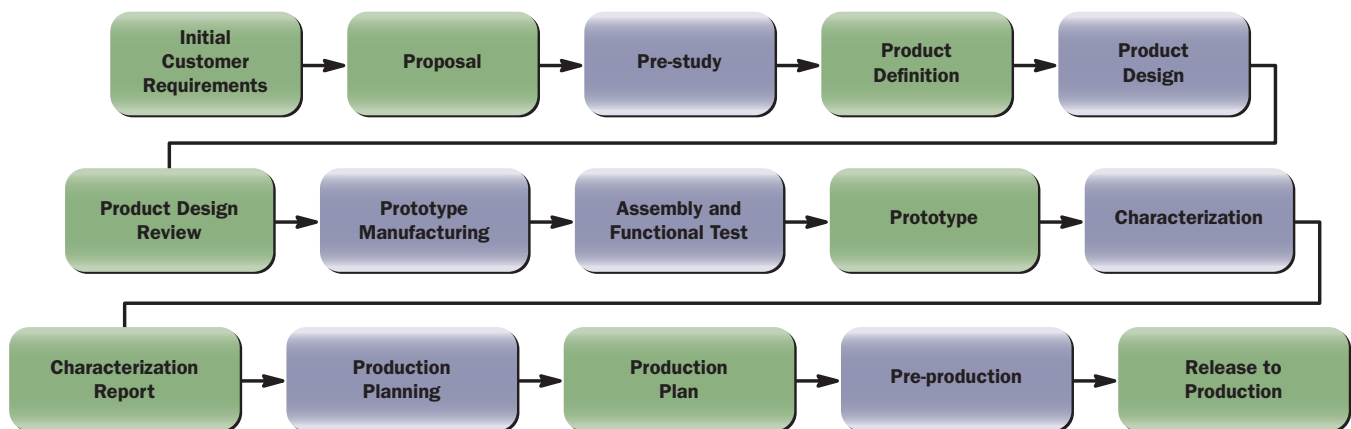 Initial
Customer
Requirements
Proposal
Pre-study
Product
Definition
Product
Design
Product Design
Review
Prototype
Manufacturing
Assembly and
Functional Test
Prototype
Characterization
Characterization
Report
Production
Planning
Production
Plan
Pre-production
Release to
Production